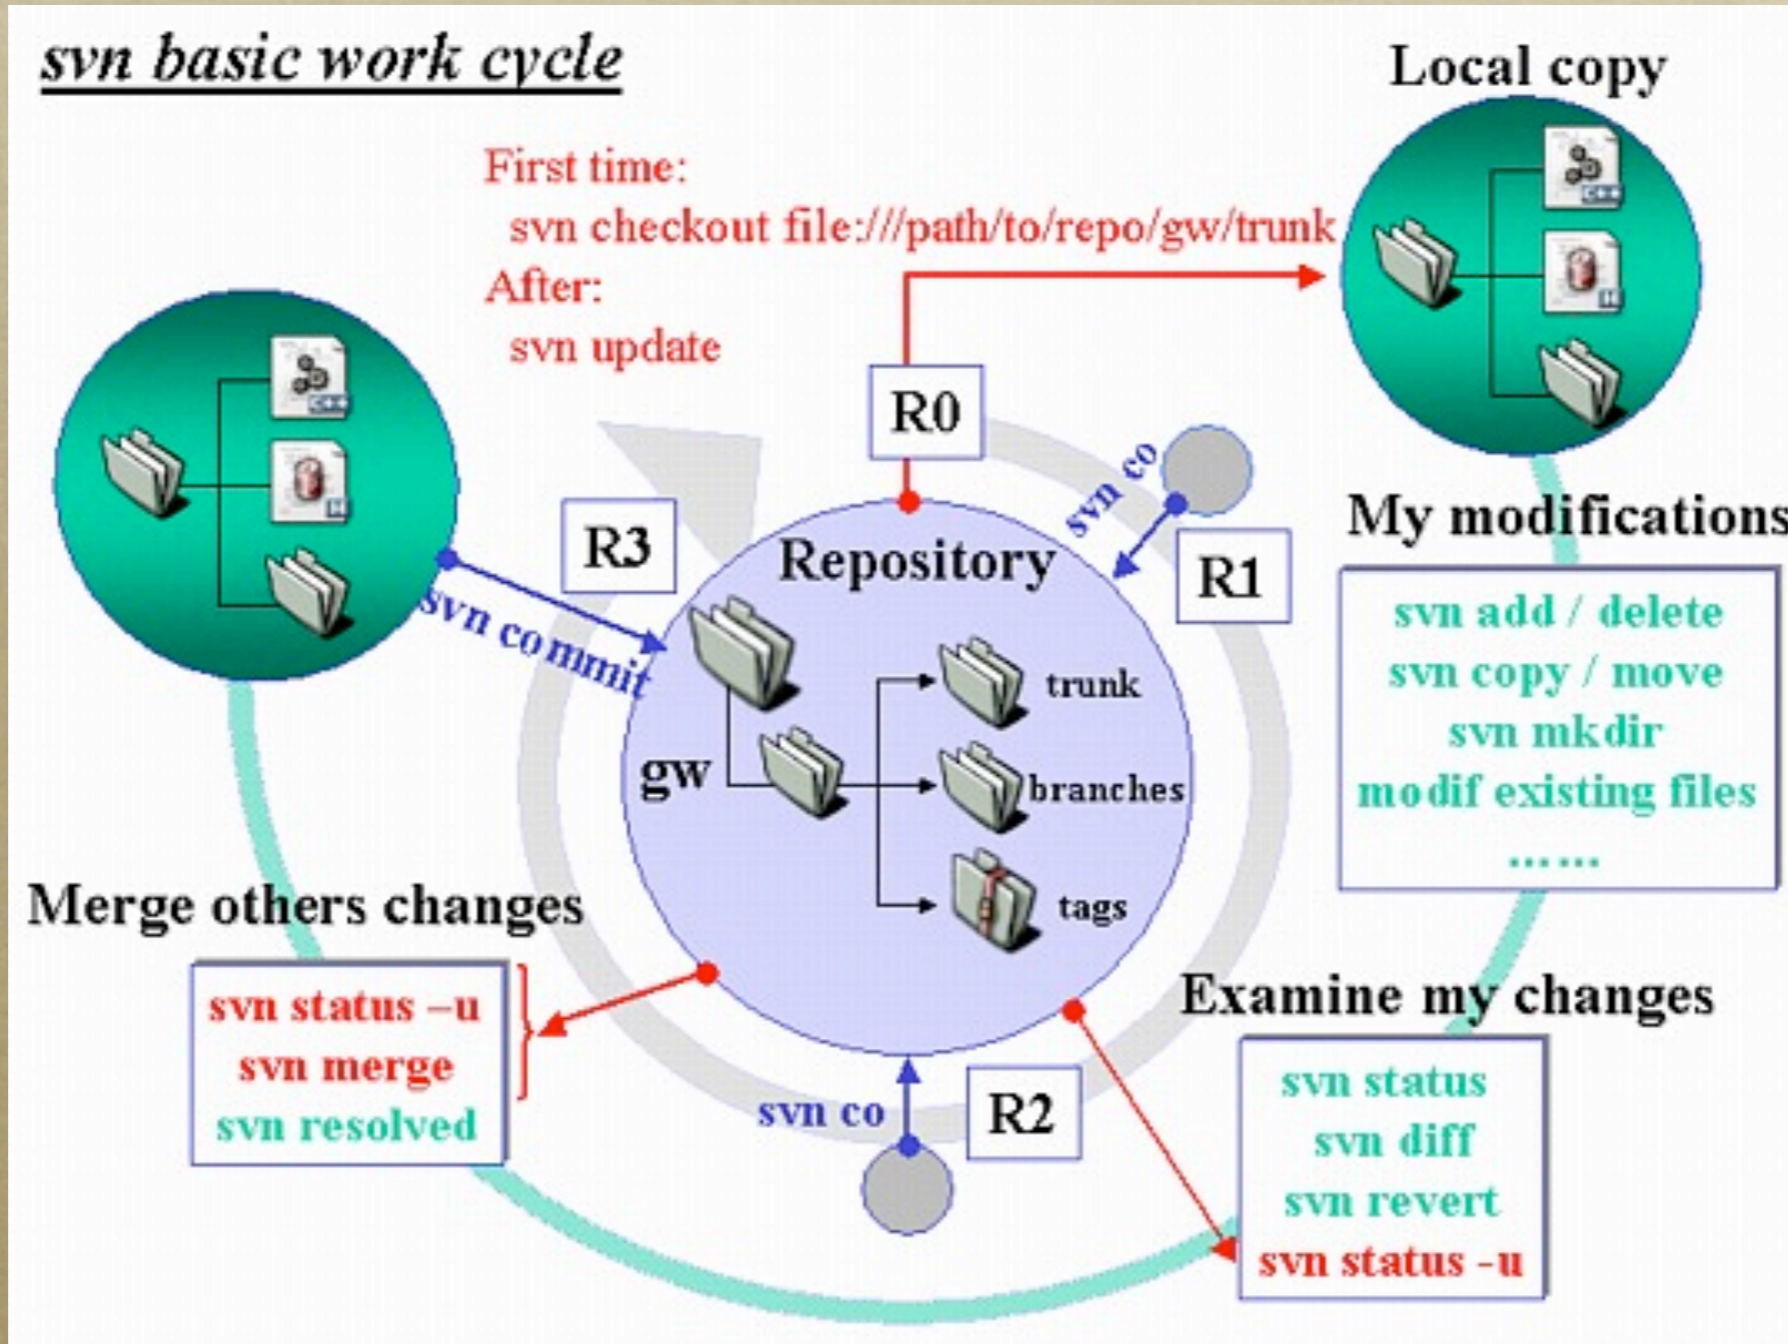 svn basic work cycle
Local copy
First time:
svn checkout file:///path/to/repo/gw/trunk
After:
svn update
R0
svn co
R1
R3
Repository
svn commit
gw
trunk
branches
tags
My modifications
svn add / delete
svn copy / move
svn mkdir
modif existing files
......
Merge others changes
svn status –u
svn merge
svn resolved
svn co
R2
Examine my changes
svn status
svn diff
svn revert
svn status -u